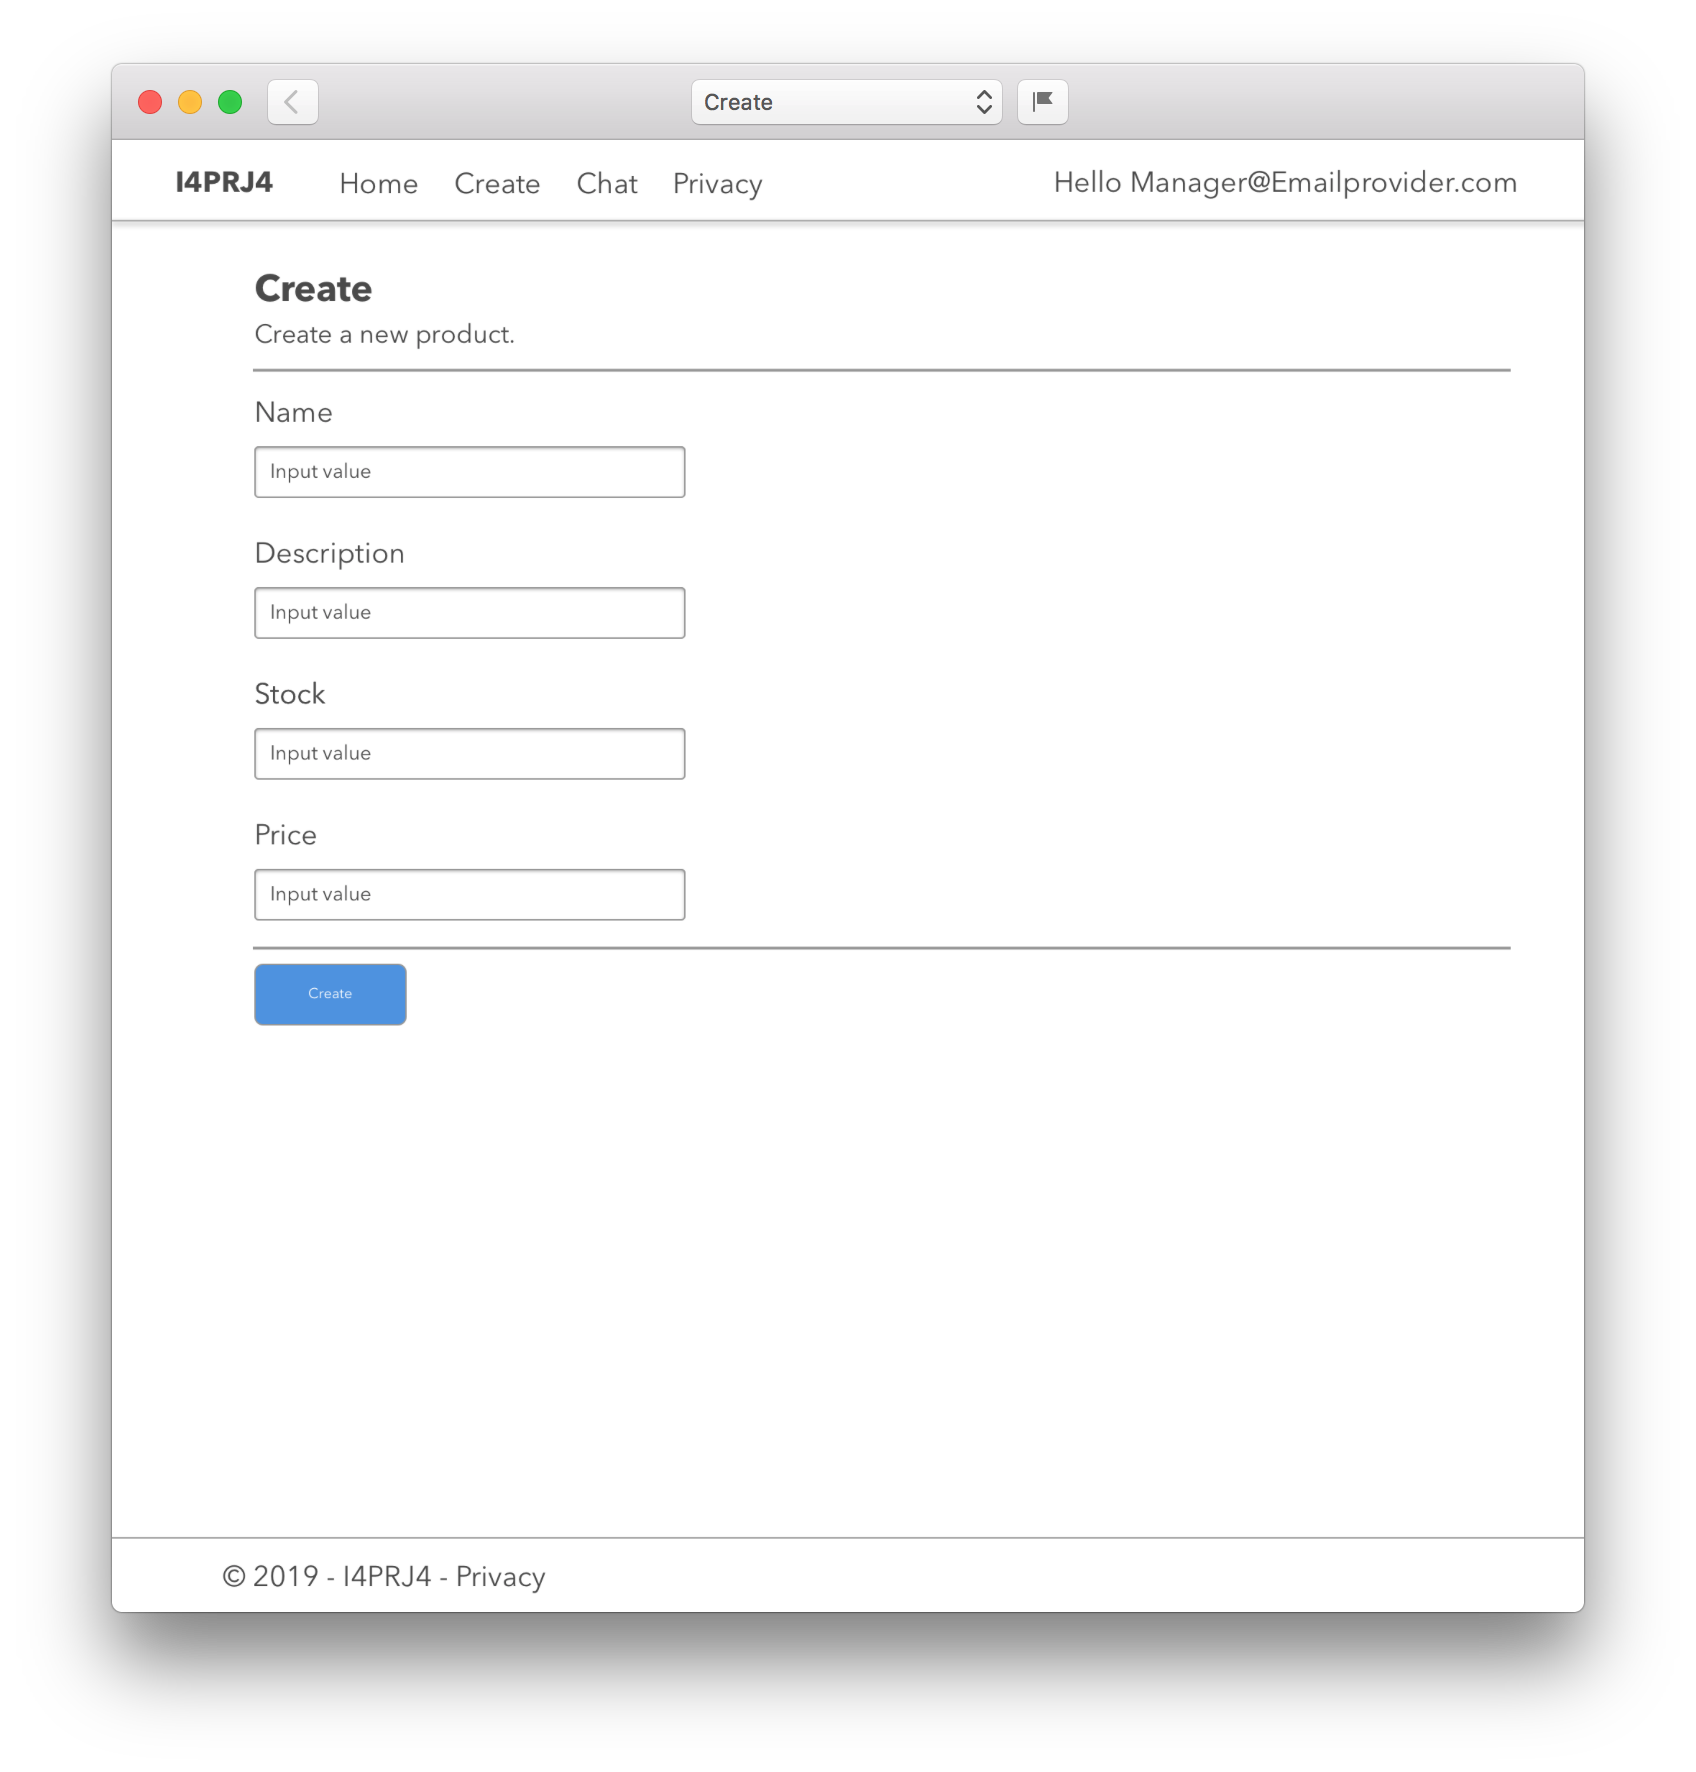 Create
I4PRJ4 Home Create Chat Privacy Hello Manager@Emailprovider.com
Create
Create a new product.
Name
Input value
Description
Input value
Stock
Input value
Price
Input value
Create
© 2019 - I4PRJ4 - Privacy